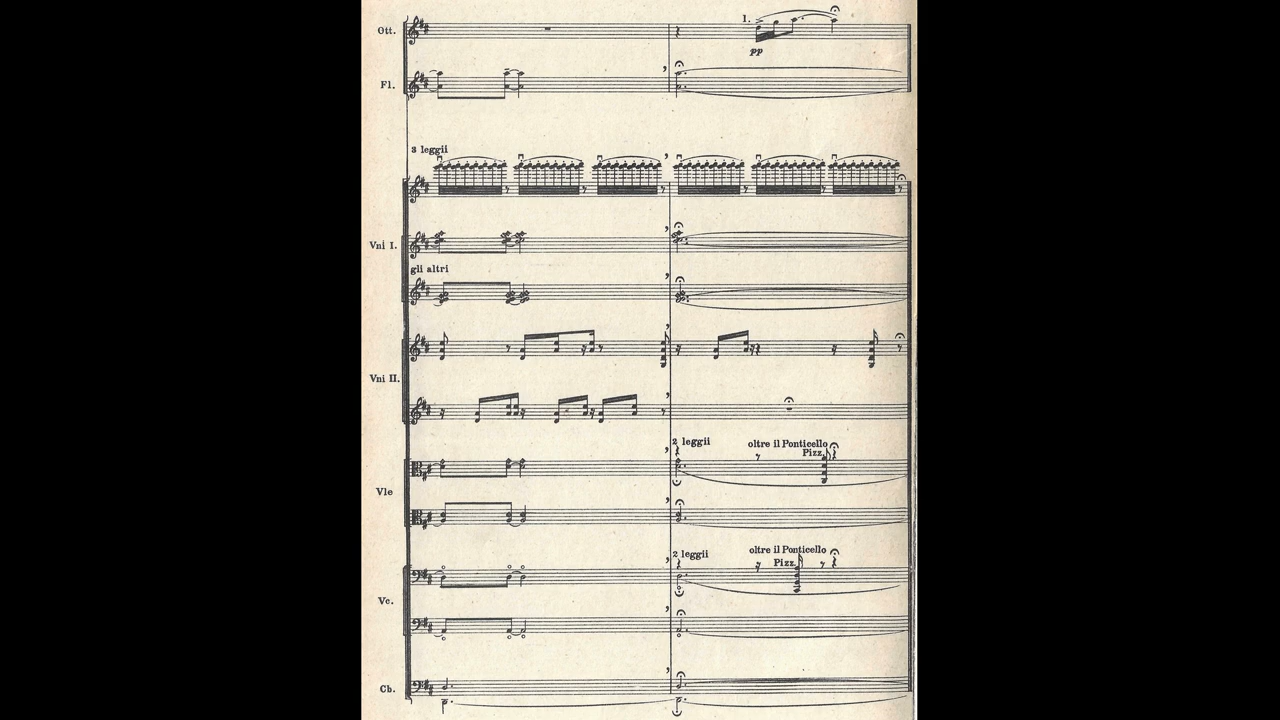 Ott.
1.
pp
Fl.
3 leggii
Vni I.
gli altri
Vni II.
2 leggii
oltre il Ponticello
Pizz.
Vle
2 leggii
oltre il Ponticello
Pizz.
Vc.
Cb.